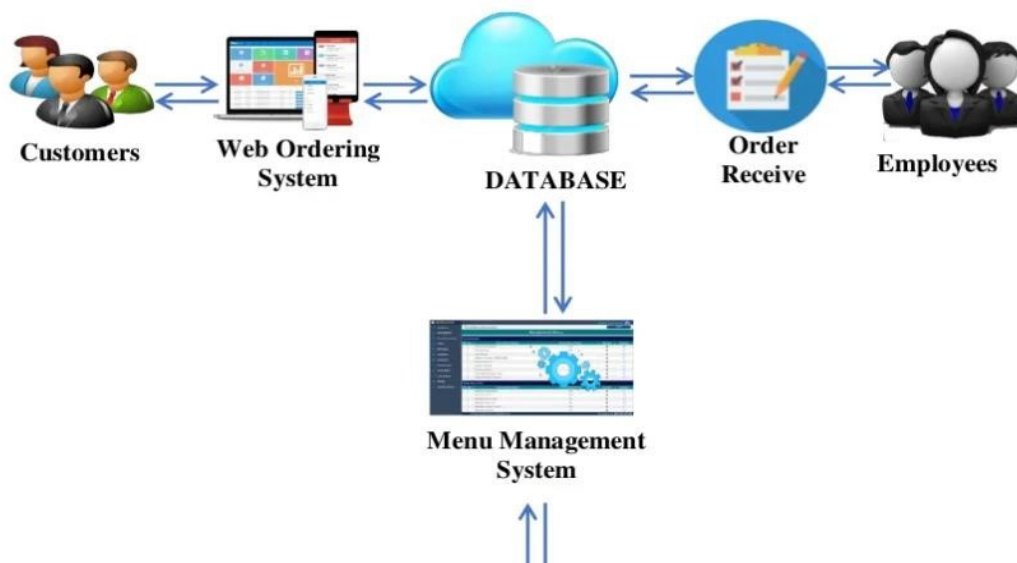 Customers
Web Ordering
System
DATABASE
Order
Receive
Employees
Menu Management
System